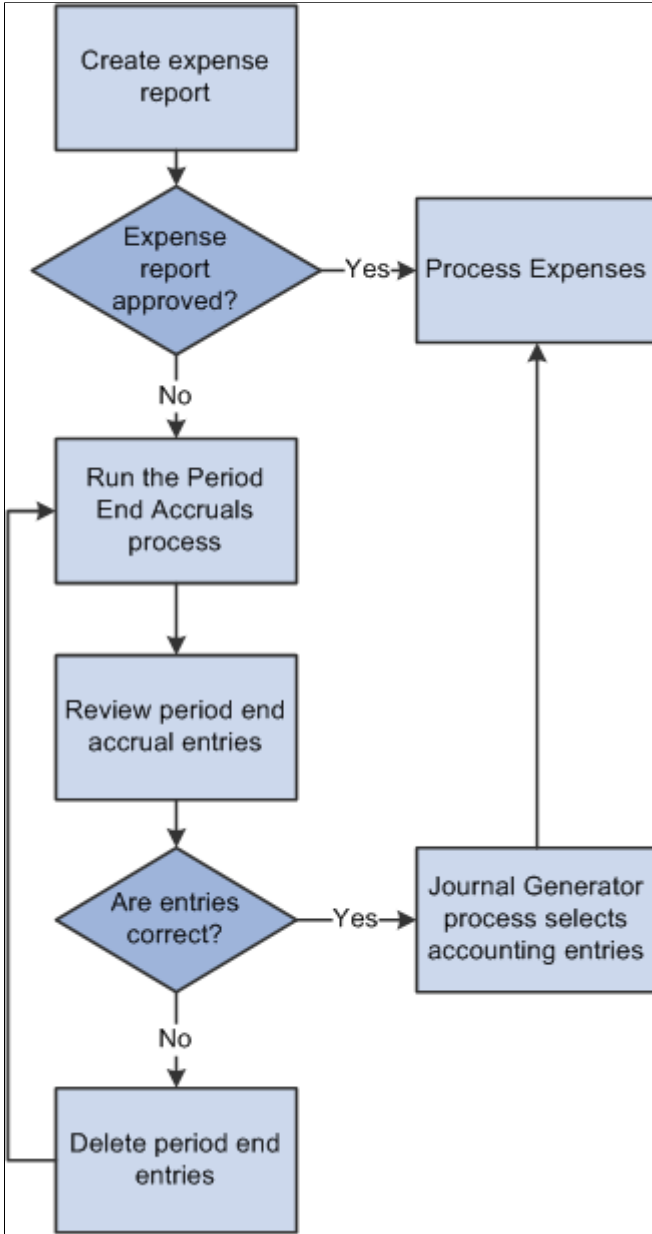 Create expense
report
Expense
report
approved?
Yes
Process Expenses
No
Run the Period
End Accruals
process
Review period end
accrual entries
Are entries
correct?
Yes
Journal Generator
process selects
accounting entries
No
Delete period end
entries